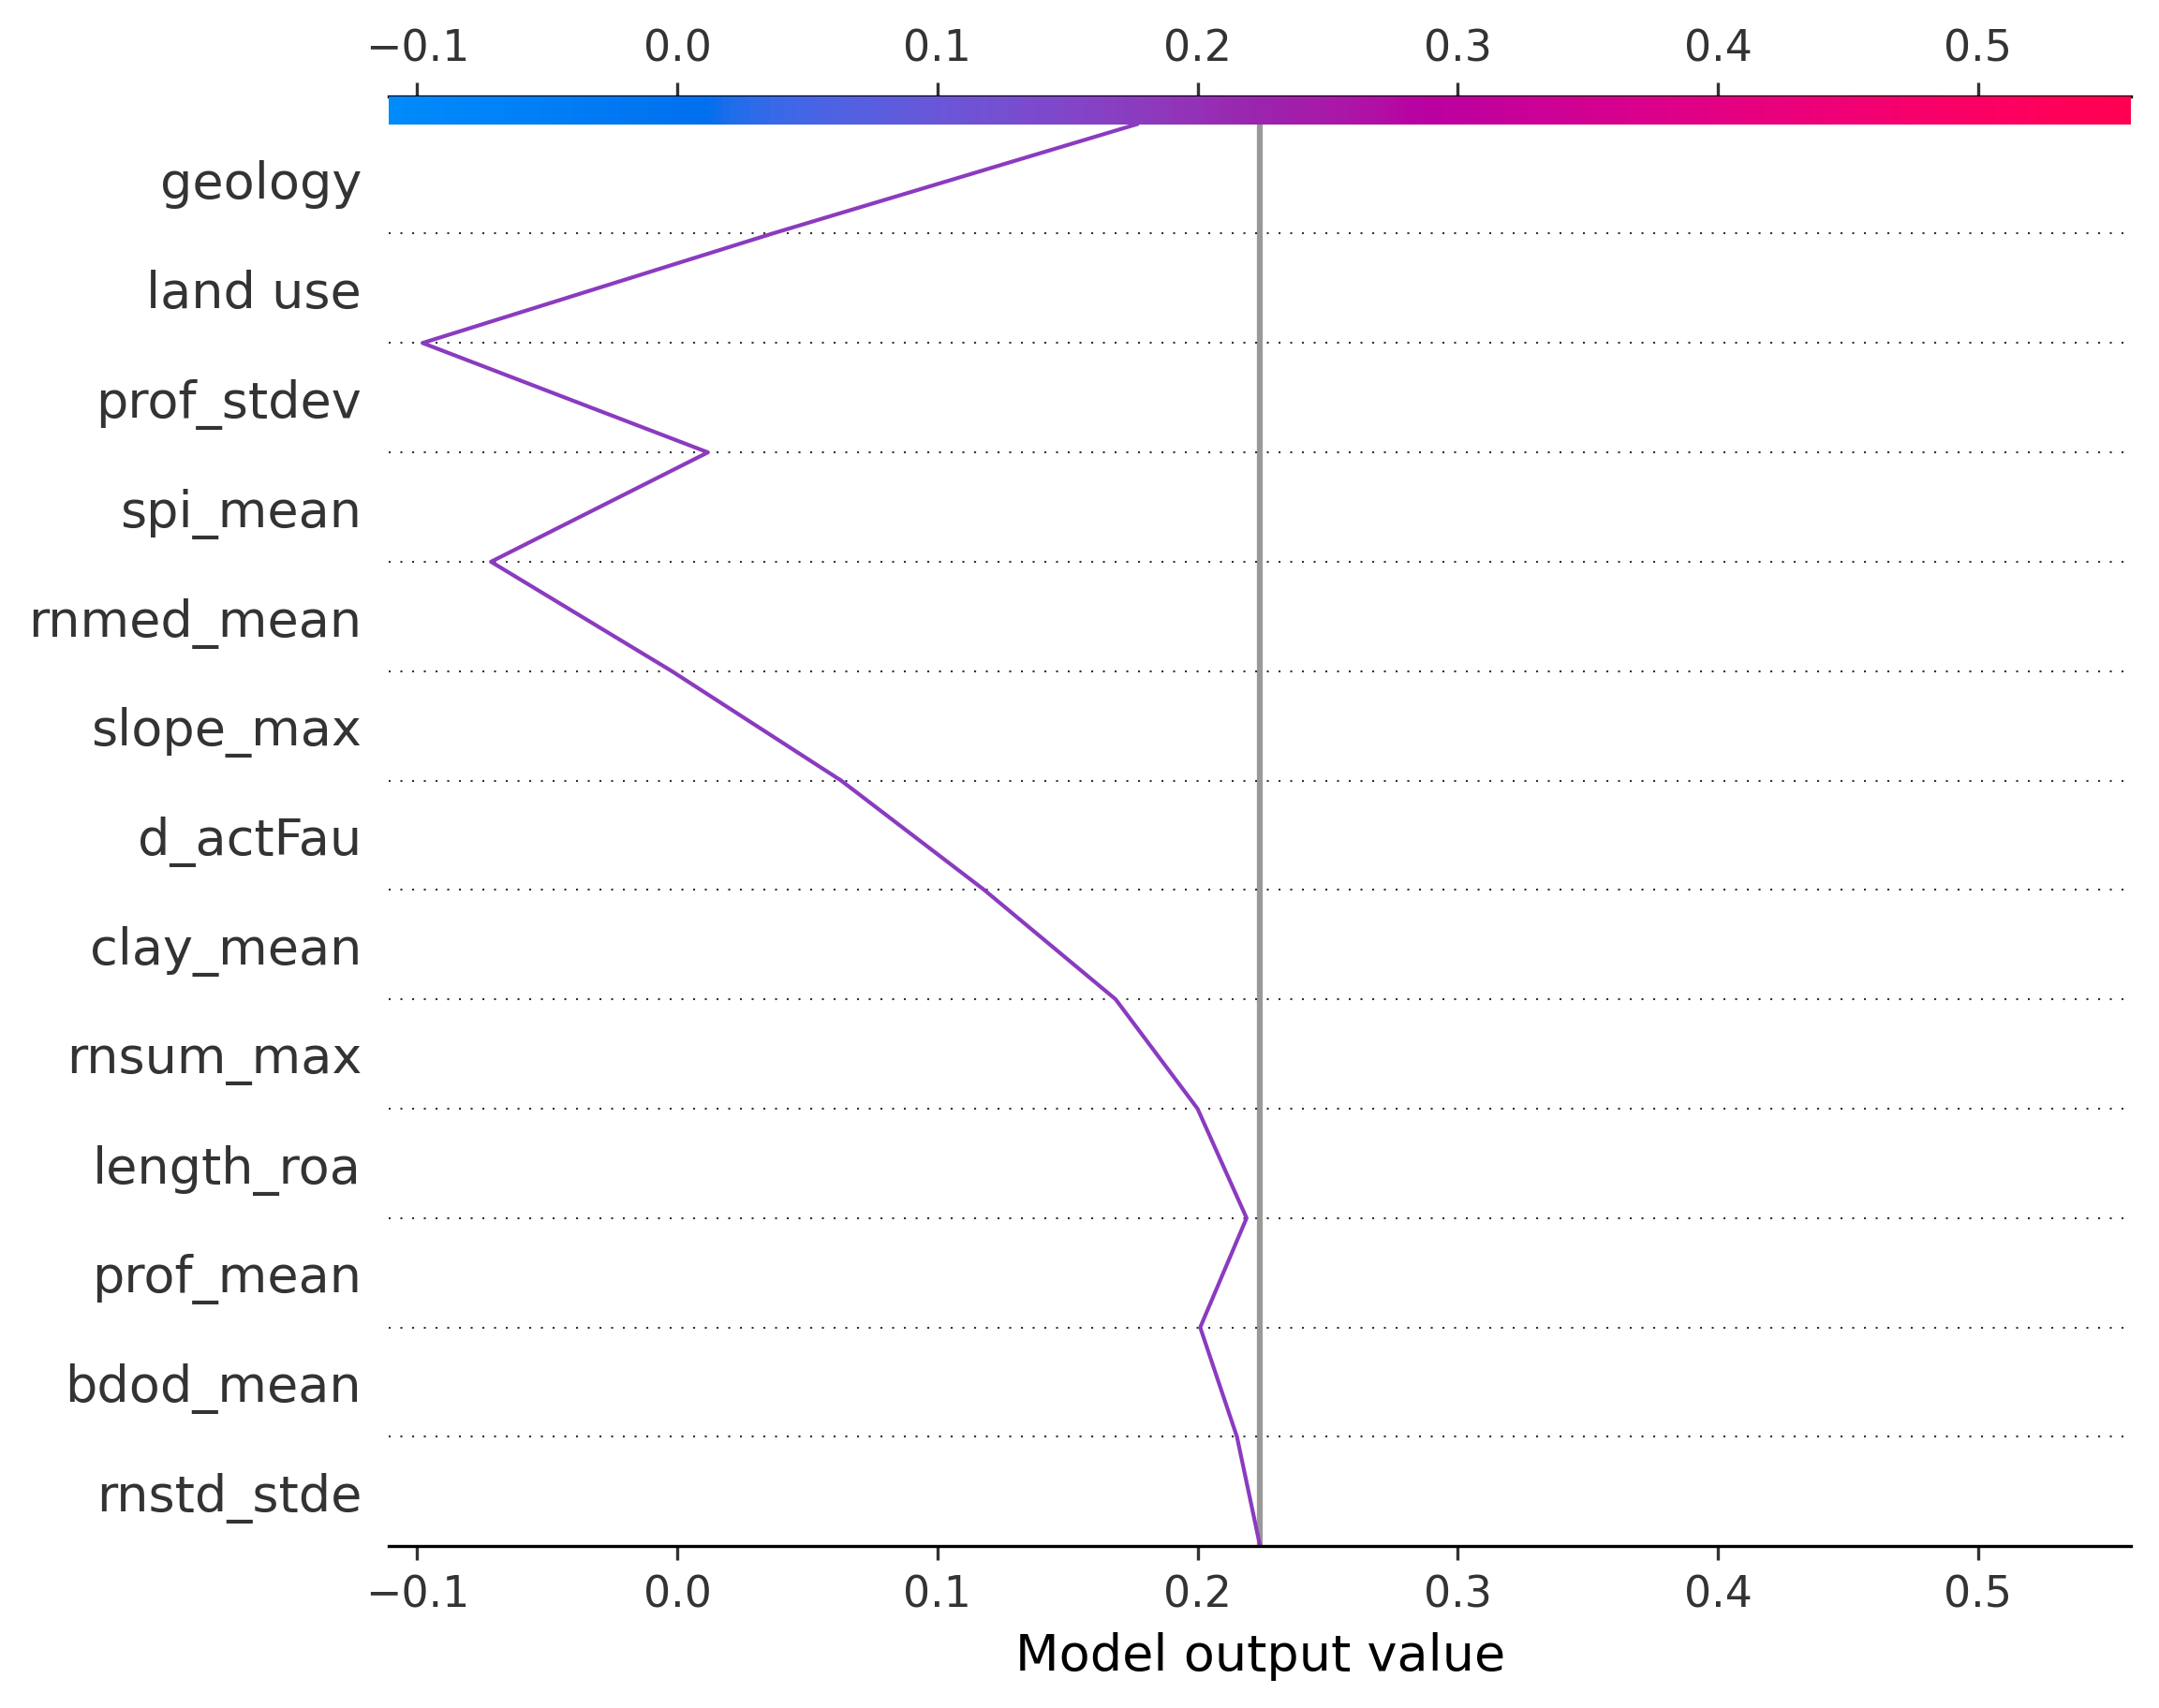 −0.1 0.0 0.1 0.2 0.3 0.4 0.5
geology
land use
prof_stdev
spi_mean
rnmed_mean
slope_max
d_actFau
clay_mean
rnsum_max
length_roa
prof_mean
bdod_mean
rnstd_stde
−0.1 0.0 0.1 0.2 0.3 0.4 0.5
Model output value